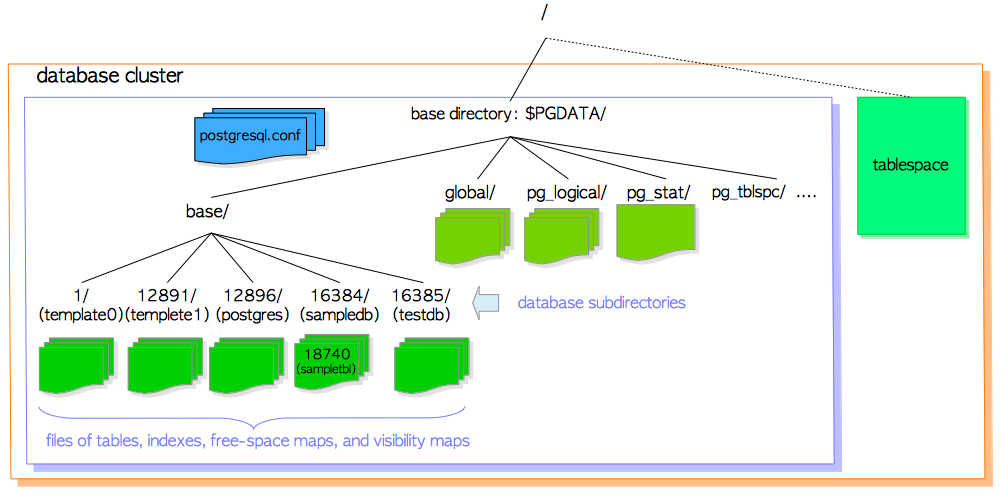 /
database cluster
base directory: $PGDATA/
postgresql.conf
tablespace
global/ pg_logical/ pg_stat/ pg_tblspc/ ....
base/
1/ 12891/ 12896/ 16384/ 16385/
(template0) (templete1) (postgres) (sampledb) (testdb)
database subdirectories
18740
(sampletbl)
files of tables, indexes, free-space maps, and visibility maps